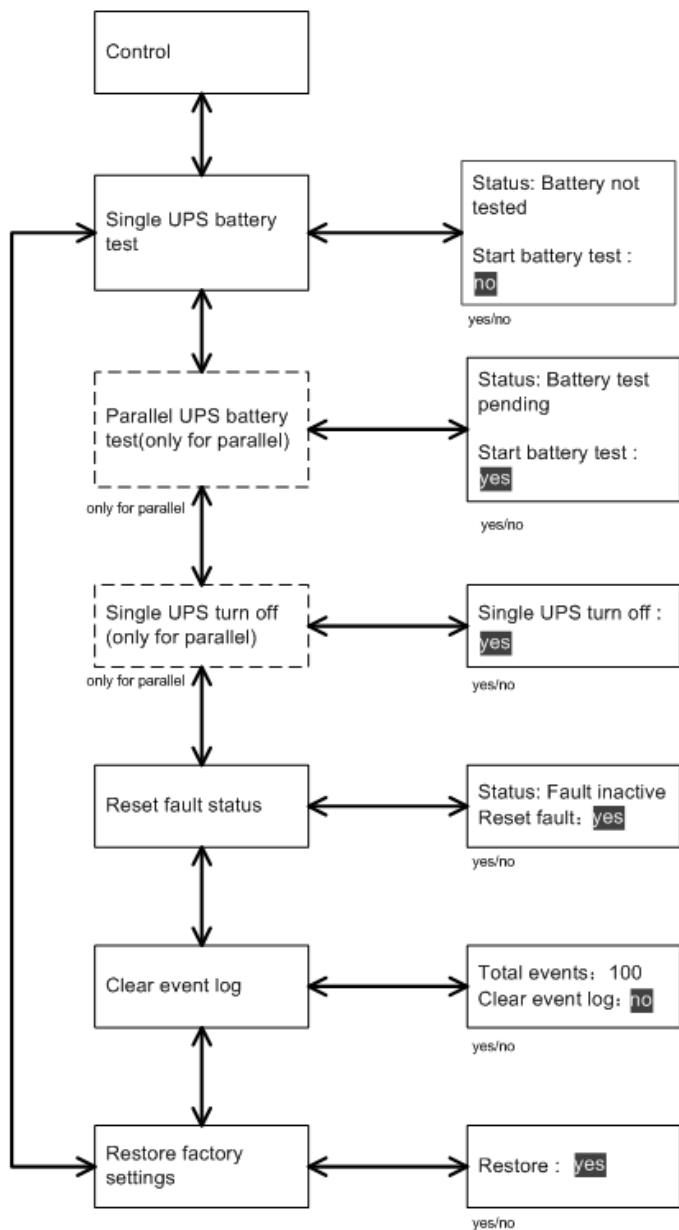 Control
Single UPS battery
test
Status: Battery not
tested
Start battery test :
no
yes/no
Parallel UPS battery
test(only for parallel)
only for parallel
Status: Battery test
pending
Start battery test :
yes
yes/no
Single UPS turn off
(only for parallel)
only for parallel
Single UPS turn off :
yes
yes/no
Reset fault status
Status: Fault inactive
Reset fault：yes
yes/no
Clear event log
Total events：100
Clear event log：no
yes/no
Restore factory
settings
Restore : yes
yes/no